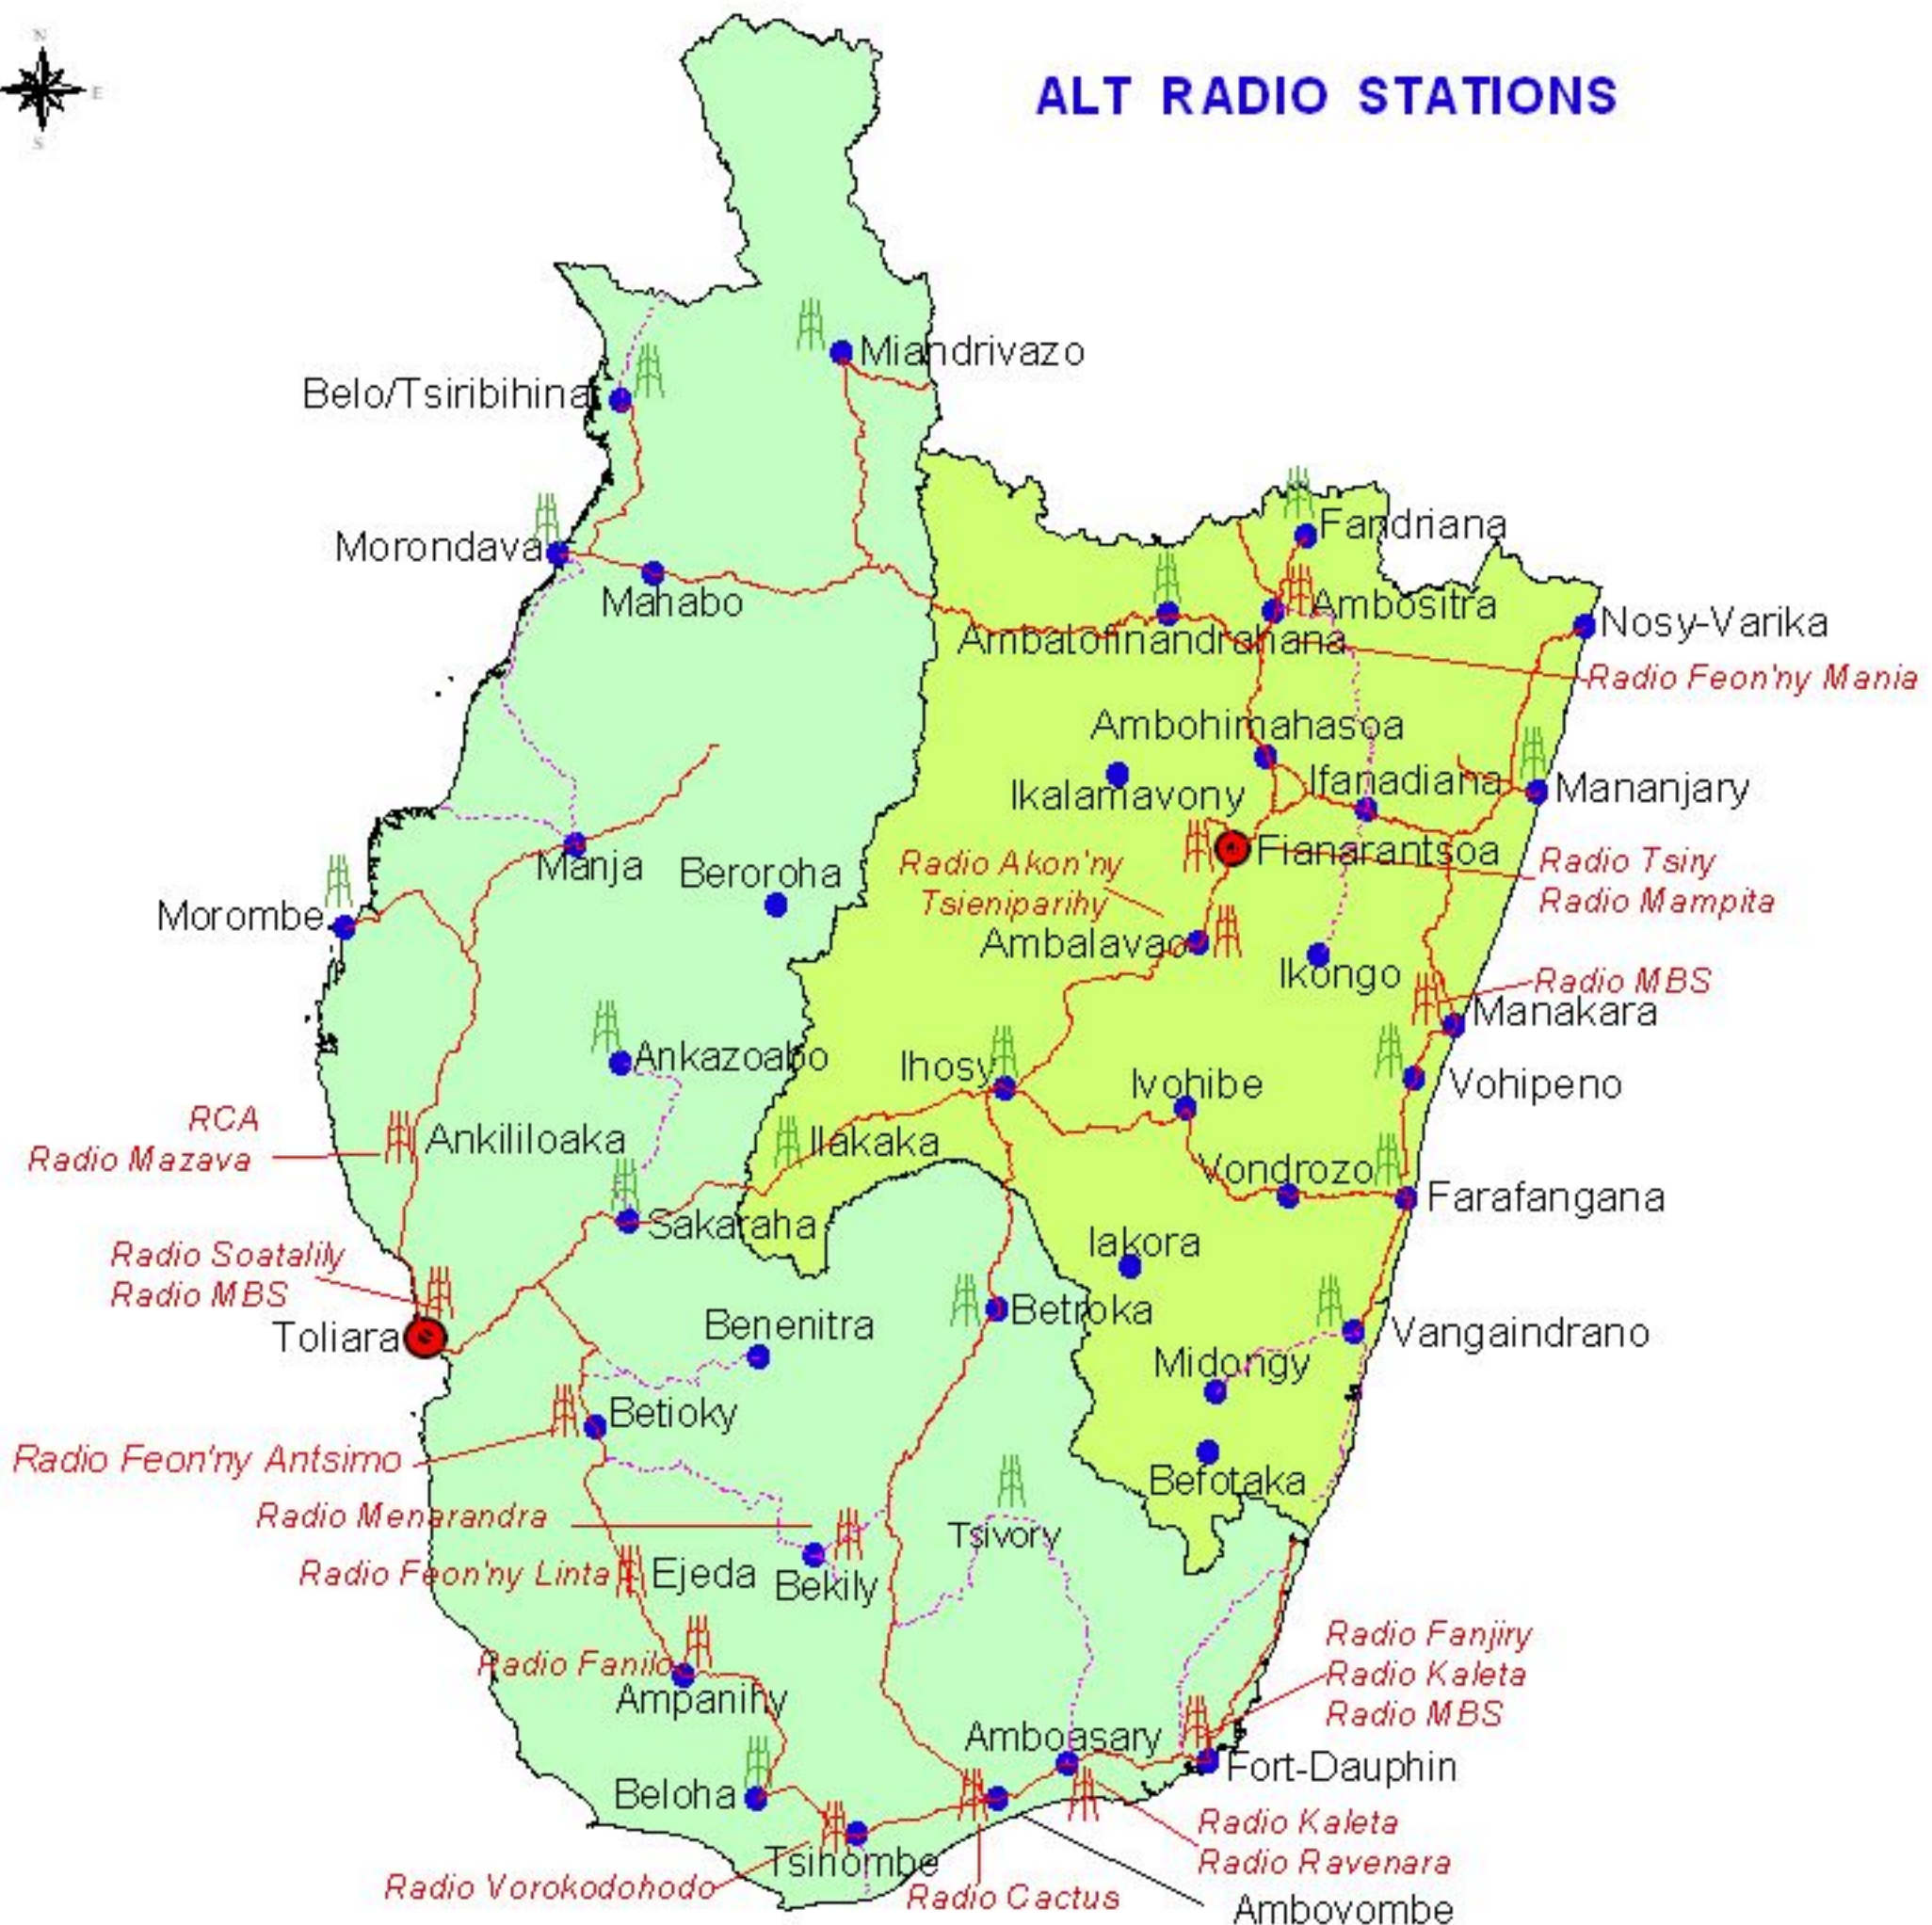 N
ALT RADIO STATIONS
E
S
Miandrivazo
Belo/Tsiribihina
Fandriana
Morondava
Mahabo
Ambositra
Nosy-Varika
Ambatofinandrahana
Radio Feon'ny Mania
Ambohimahasoa
Ifanadiana
Mananjary
Ikalamavony
Manja
Beroroha
Fianarantsoa
Radio Akon'ny
Tsieniparihy
Radio Tsiry
Radio Mampita
Morombe
Ambalavao
Ikongo
Radio MBS
Manakara
Ankazoabo
Ihosy
Ivohibe
Vohipeno
RCA
Radio Mazava
Ankililoaka
Ilakaka
Vondrozo
Farafangana
Sakaraha
Iakora
Radio Soatalily
Radio MBS
Toliara
Benenitra
Betroka
Vangaindrano
Midongy
Betioky
Radio Feon'ny Antsimo
Befotaka
Radio Menarandra
Tsivory
Radio Feon'ny Linta
Ejeda
Bekily
Radio Fanilo
Ampanihy
Radio Fanjiry
Radio Kaleta
Radio MBS
Amboasary
Fort-Dauphin
Beloha
Radio Kaleta
Radio Ravenara
Tsihombe
Radio Vorokodohodo
Radio Cactus
Ambovombe